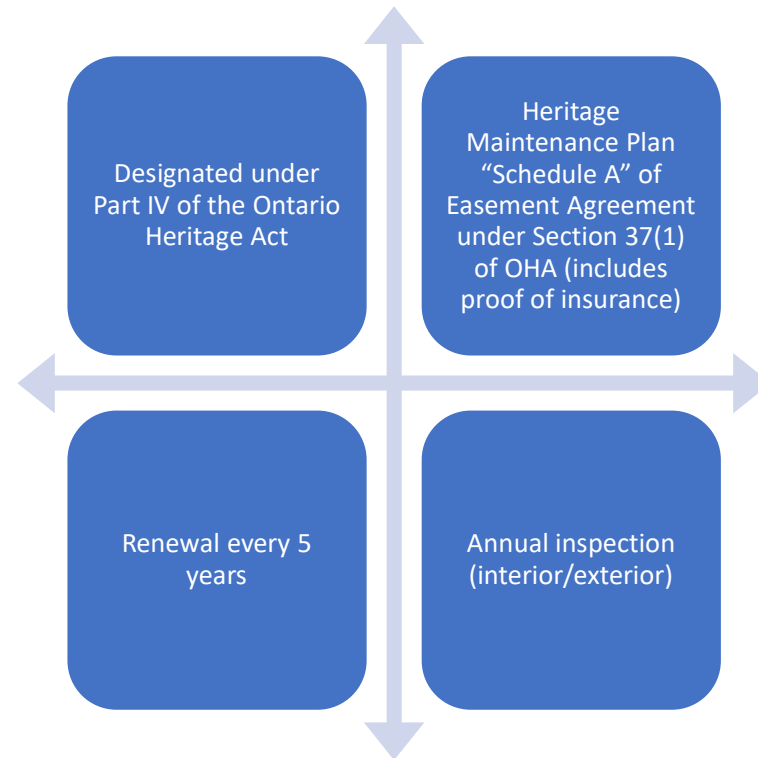 Designated under
Part IV of the Ontario
Heritage Act
Heritage
Maintenance Plan
“Schedule A” of
Easement Agreement
under Section 37(1)
of OHA (includes
proof of insurance)
Renewal every 5
years
Annual inspection
(interior/exterior)